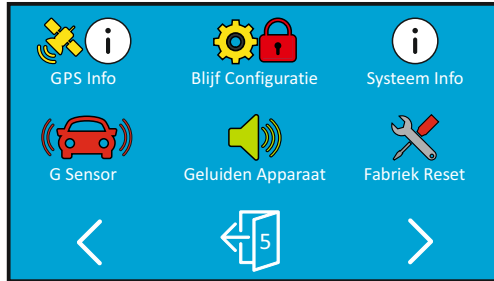 GPS Info
Blijf Configuratie
Systeem Info
G Sensor
Geluiden Apparaat
Fabriek Reset
5